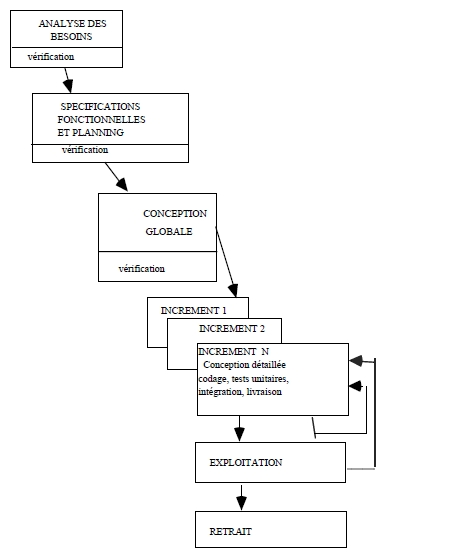 ANALYSE DES
BESOINS
vérification
SPECIFICATIONS
FONCTIONNELLES
ET PLANNING
vérification
CONCEPTION
GLOBALE
vérification
INCREMENT 1
INCREMENT 2
INCREMENT N
Conception détaillée
codage, tests unitaires,
intégration, livraison
EXPLOITATION
RETRAIT